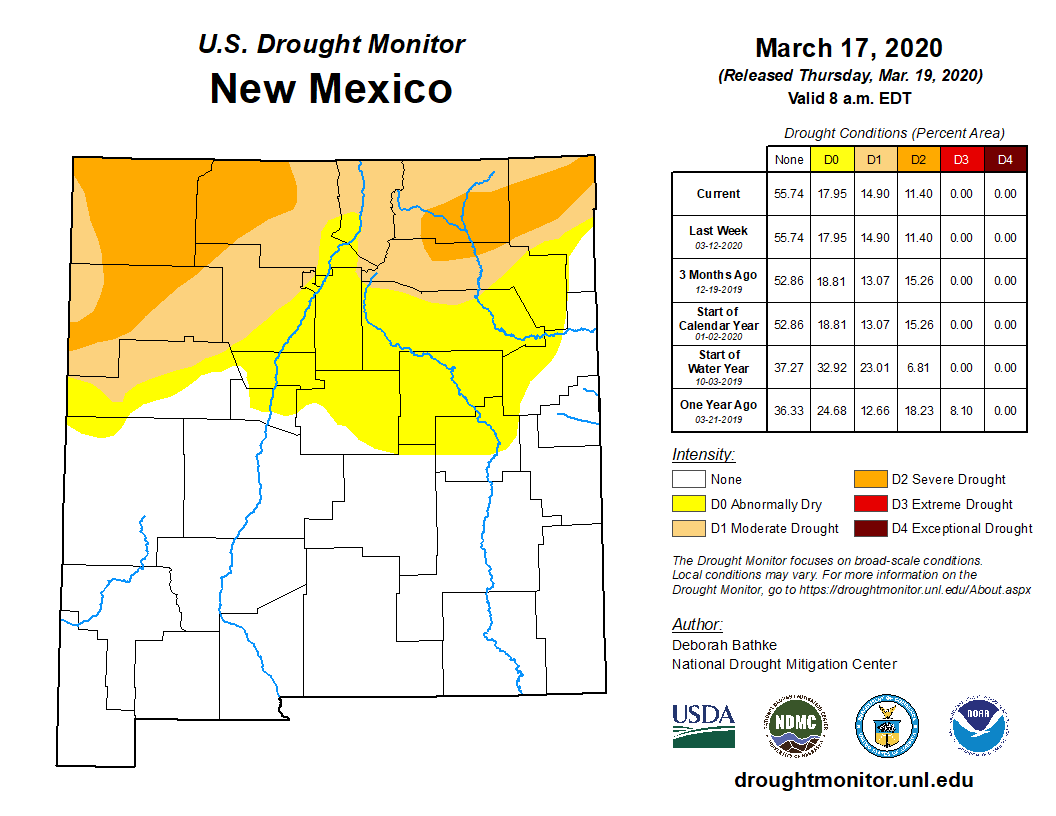 U.S. Drought Monitor
New Mexico
March 17, 2020
(Released Thursday, Mar. 19, 2020)
Valid 8 a.m. EDT
Drought Conditions (Percent Area)
None D0 D1 D2 D3 D4
Current 55.74 17.95 14.90 11.40 0.00 0.00
Last Week
03-12-2020 55.74 17.95 14.90 11.40 0.00 0.00
3 Months Ago
12-19-2019 52.86 18.81 13.07 15.26 0.00 0.00
Start of
Calendar Year
01-02-2020 52.86 18.81 13.07 15.26 0.00 0.00
Start of
Water Year
10-03-2019 37.27 32.92 23.01 6.81 0.00 0.00
One Year Ago
03-21-2019 36.33 24.68 12.66 18.23 8.10 0.00
Intensity:
None
D0 Abnormally Dry
D1 Moderate Drought
D2 Severe Drought
D3 Extreme Drought
D4 Exceptional Drought
The Drought Monitor focuses on broad-scale conditions.
Local conditions may vary. For more information on the
Drought Monitor, go to https://droughtmonitor.unl.edu/About.aspx
Author:
Deborah Bathke
National Drought Mitigation Center
USDA
NDMC
NOAA
droughtmonitor.unl.edu